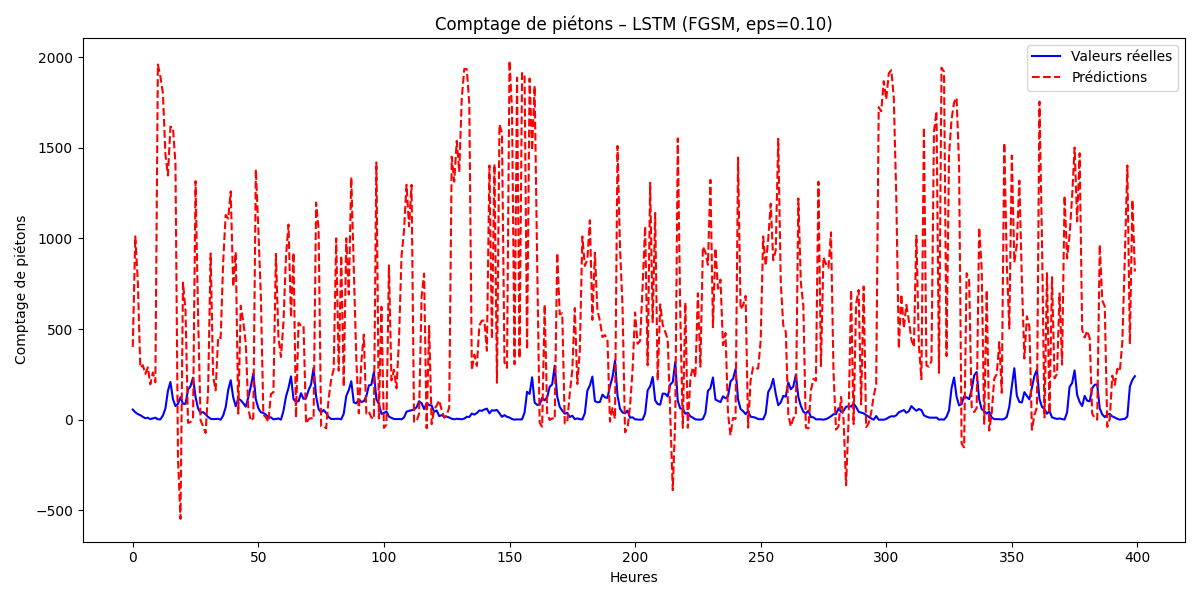 Comptage de piétons – LSTM (FGSM, eps=0.10)
Valeurs réelles
Prédictions
Comptage de piétons
2000
1500
1000
500
0
−500
0 50 100 150 200 250 300 350 400
Heures